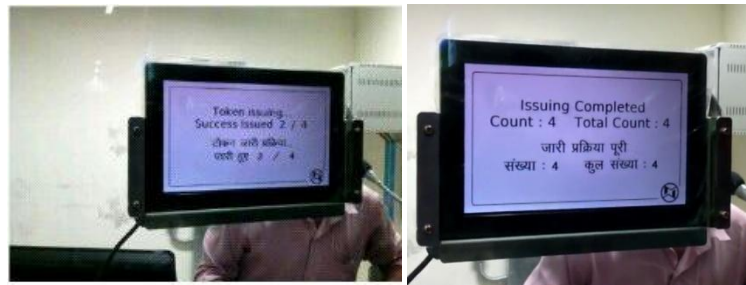 Token issuing...
Success Issued 2 / 4
टोकन जारी प्रक्रिया...
जारी हुए 2 / 4
Issuing Completed
Count : 4 Total Count : 4
जारी प्रक्रिया पूरी
संख्या : 4 कुल संख्या : 4